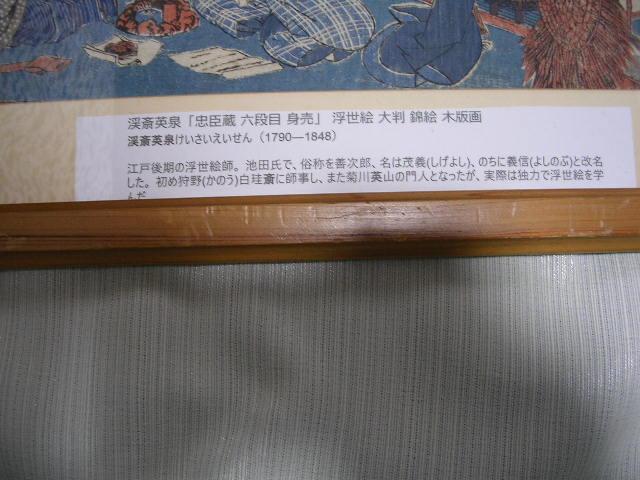 渓斎英泉「忠臣蔵 六段目 身売」 浮世絵 大判 錦絵 木版画
渓斎英泉けいさいえいせん（1790―1848）
江戸後期の浮世絵師。池田氏で、俗称を善次郎、名は茂義(しげよし)、のちに義信(よしのぶ)と改名
した。初め狩野(かのう)白珪斎に師事し、また菊川英山の門人となったが、実際は独力で浮世絵を学
んだ